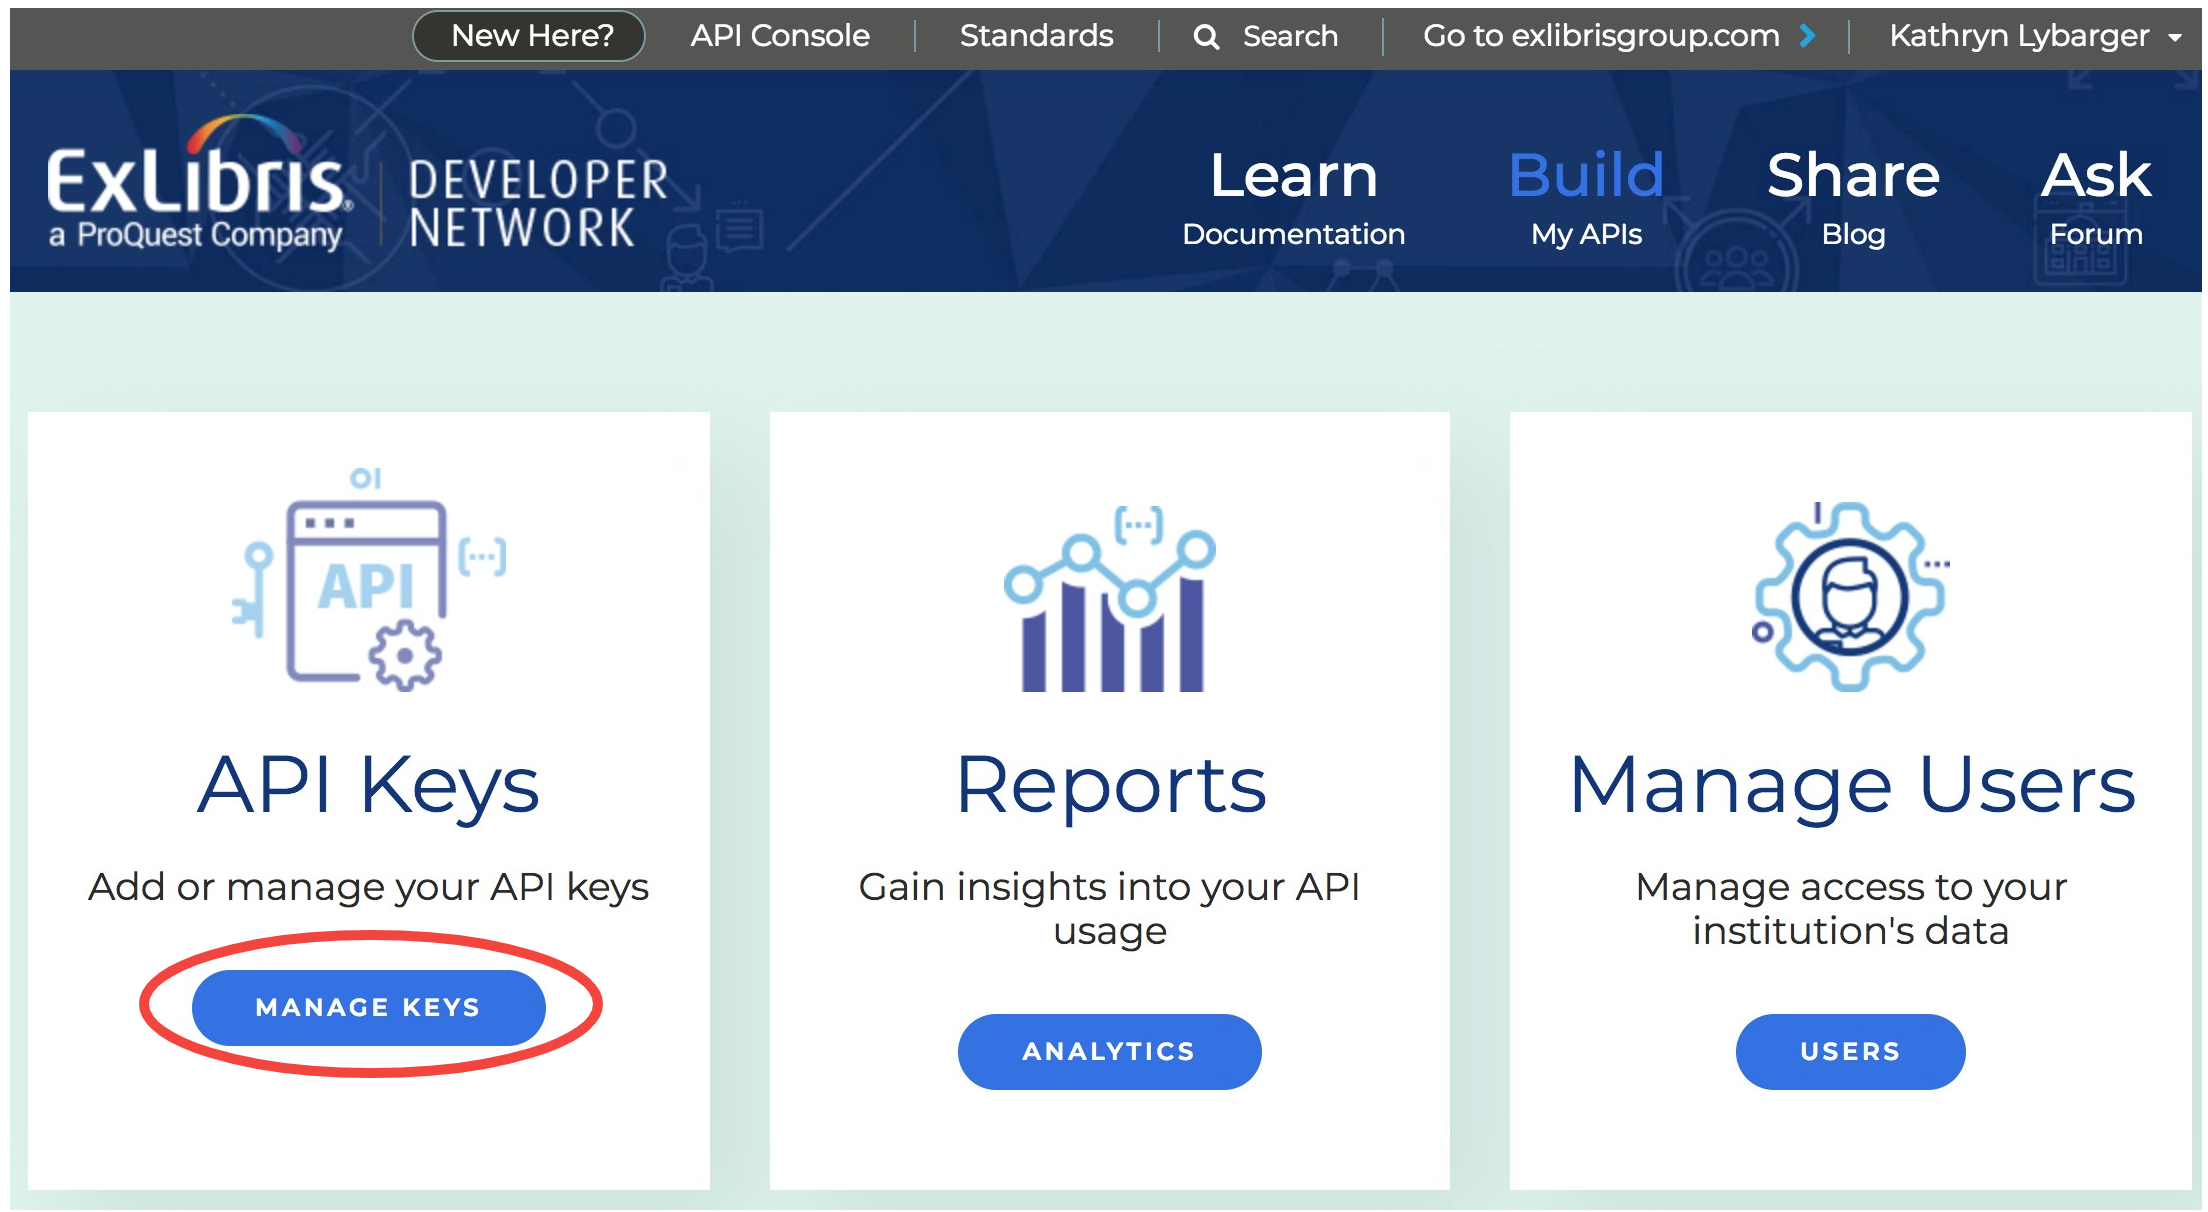 New Here?
API Console
Standards
Search
Go to exlibrisgroup.com
Kathryn Lybarger
ExLibris®
a ProQuest Company
DEVELOPER
NETWORK
Learn
Documentation
Build
My APIs
Share
Blog
Ask
Forum
API
API Keys
Add or manage your API keys
MANAGE KEYS
Reports
Gain insights into your API
usage
ANALYTICS
Manage Users
Manage access to your
institution's data
USERS